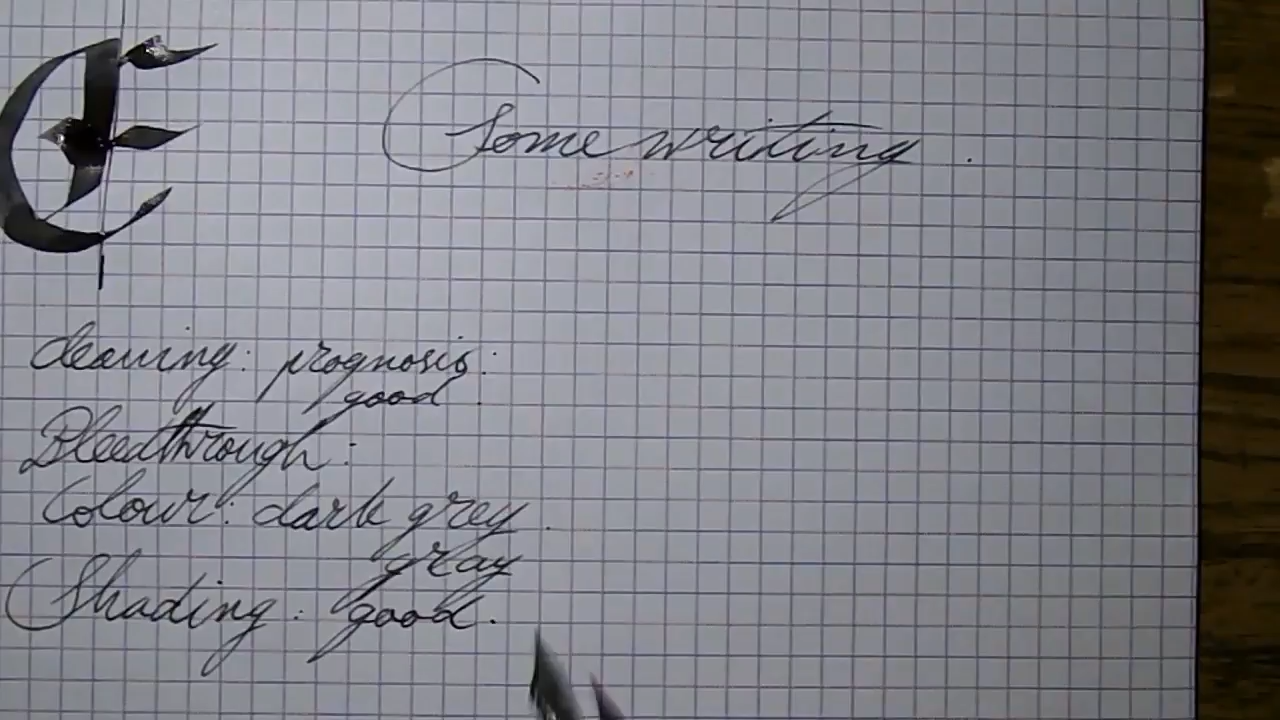 E
Some writing.
Cleaning: prognosis:
good.
Bleedthrough:
Colour: dark grey.
gray
Shading: good.